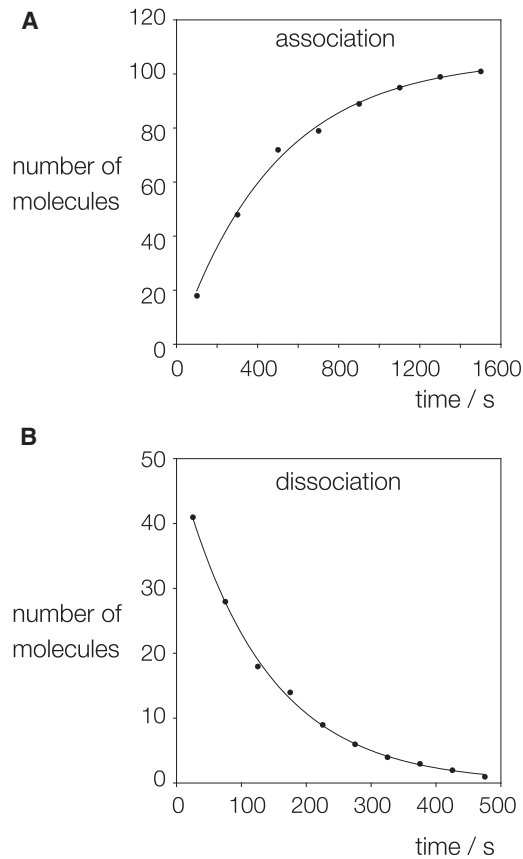 A
association
120
100
80
60
40
20
0
number of
molecules
0 400 800 1200 1600
time / s
B
dissociation
50
40
30
20
10
0
number of
molecules
0 100 200 300 400 500
time / s